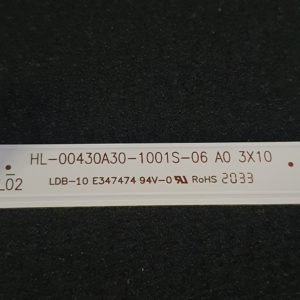 HL-00430A30-1001S-06 A0 3X10
L02
LDB-10 E347474 94V-0 RoHS 2033